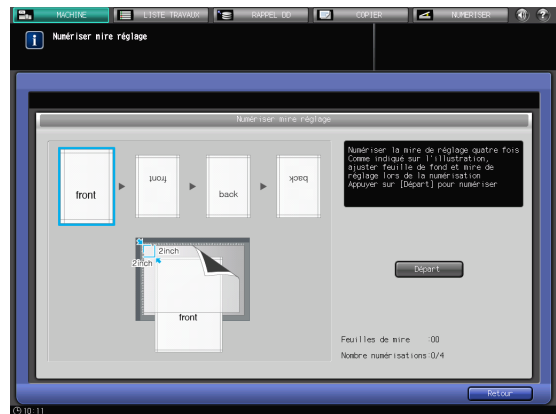 MACHINE
LISTE TRAVAUX
RAPPEL DD
COPIER
NUMERISER
Numériser mire réglage
Numériser mire réglage
front
front
back
back
2inch
2inch
front
Numériser la mire de réglage quatre fois
Comme indiqué sur l'illustration,
ajuster feuille de fond et mire de
réglage lors de la numérisation
Appuyer sur [Départ] pour numériser
Départ
Feuilles de mire :00
Nombre numérisations :0/4
Retour
10:11